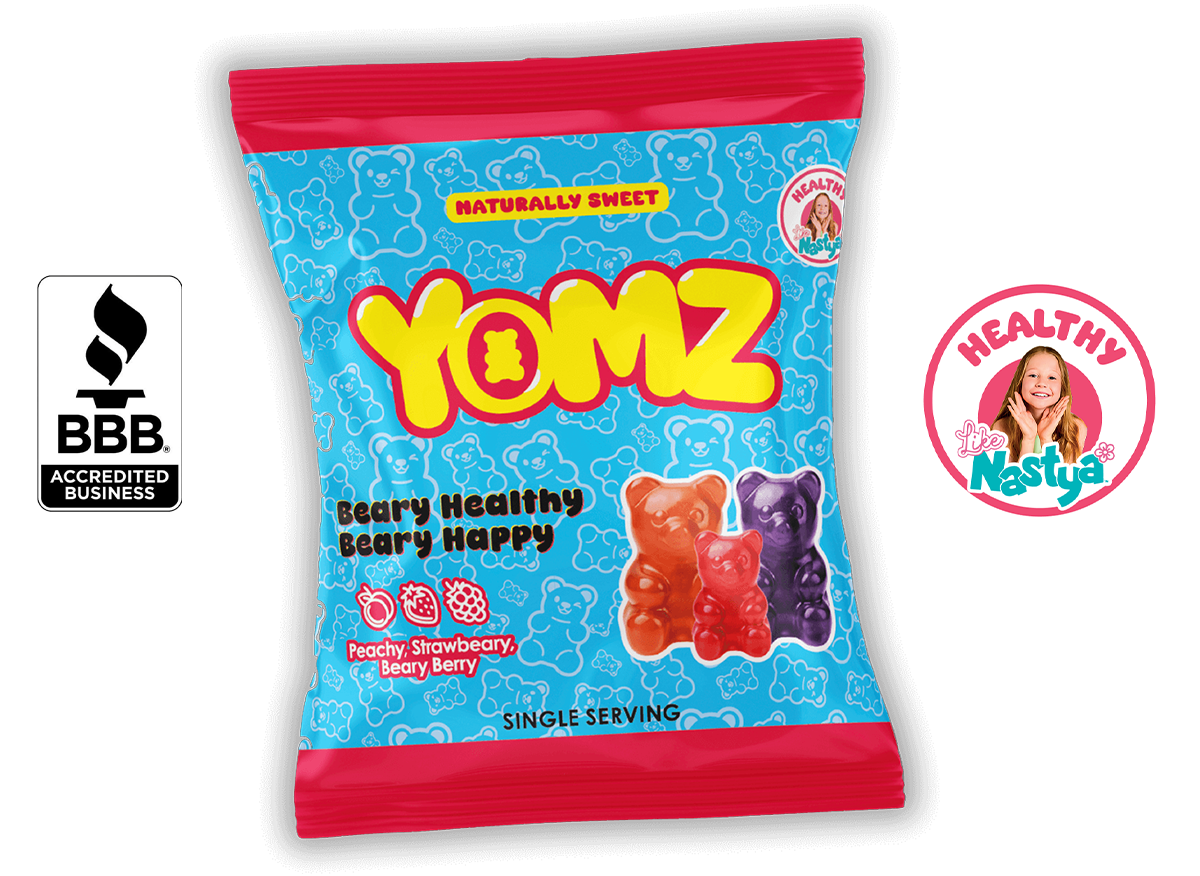 NATURALLY SWEET
HEALTHY
Like
Nastya
YOMZ
BBB®
ACCREDITED
BUSINESS
HEALTHY
Like
Nastya™
Beary Healthy
Beary Happy
Peachy, Strawbeary,
Beary Berry
SINGLE SERVING